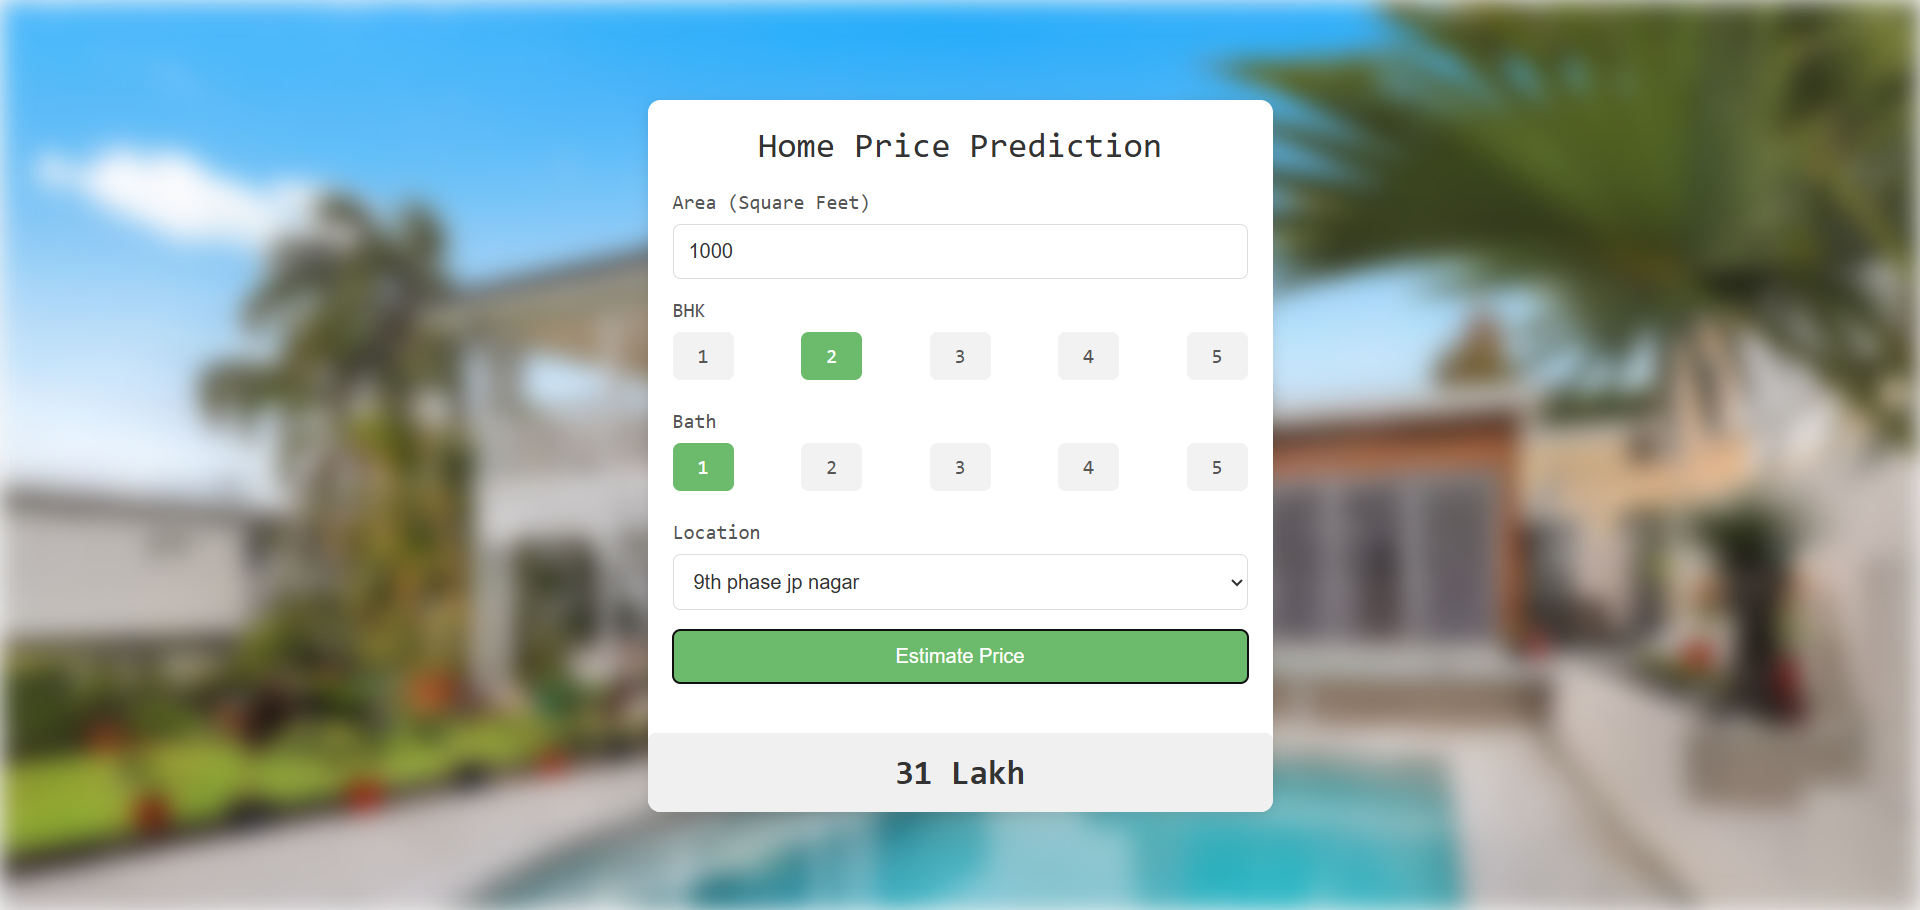 Home Price Prediction
Area (Square Feet)
1000
BHK
1 2 3 4 5
Bath
1 2 3 4 5
Location
9th phase jp nagar
Estimate Price
31 Lakh